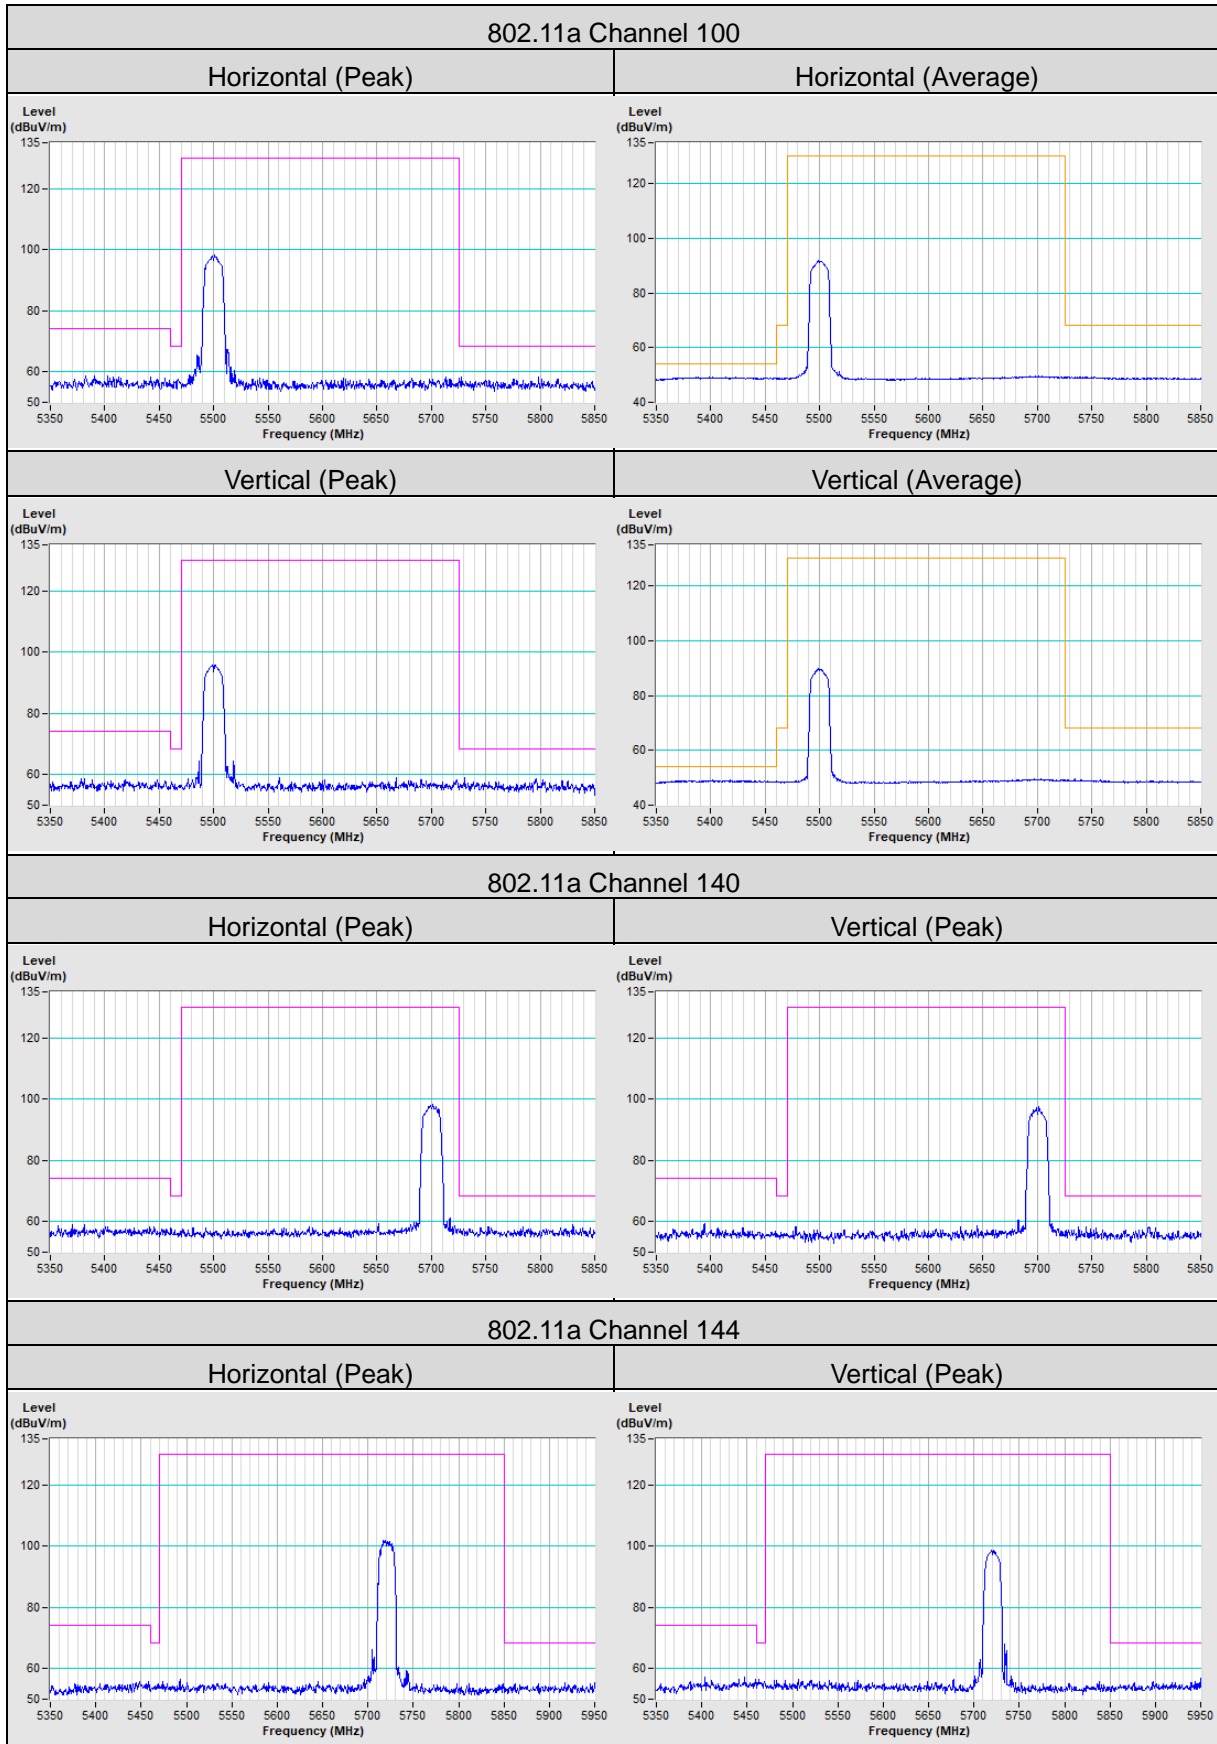 802.11a Channel 100
Horizontal (Peak)
Horizontal (Average)
Level
(dBuV/m)
135
120
100
80
60
50
5350 5400 5450 5500 5550 5600 5650 5700 5750 5800 5850
Frequency (MHz)
Level
(dBuV/m)
135
120
100
80
60
40
5350 5400 5450 5500 5550 5600 5650 5700 5750 5800 5850
Frequency (MHz)
Vertical (Peak)
Vertical (Average)
Level
(dBuV/m)
135
120
100
80
60
50
5350 5400 5450 5500 5550 5600 5650 5700 5750 5800 5850
Frequency (MHz)
Level
(dBuV/m)
135
120
100
80
60
40
5350 5400 5450 5500 5550 5600 5650 5700 5750 5800 5850
Frequency (MHz)
802.11a Channel 140
Horizontal (Peak)
Vertical (Peak)
Level
(dBuV/m)
135
120
100
80
60
50
5350 5400 5450 5500 5550 5600 5650 5700 5750 5800 5850
Frequency (MHz)
Level
(dBuV/m)
135
120
100
80
60
50
5350 5400 5450 5500 5550 5600 5650 5700 5750 5800 5850
Frequency (MHz)
802.11a Channel 144
Horizontal (Peak)
Vertical (Peak)
Level
(dBuV/m)
135
120
100
80
60
50
5350 5400 5450 5500 5550 5600 5650 5700 5750 5800 5850 5900 5950
Frequency (MHz)
Level
(dBuV/m)
135
120
100
80
60
50
5350 5400 5450 5500 5550 5600 5650 5700 5750 5800 5850 5900 5950
Frequency (MHz)